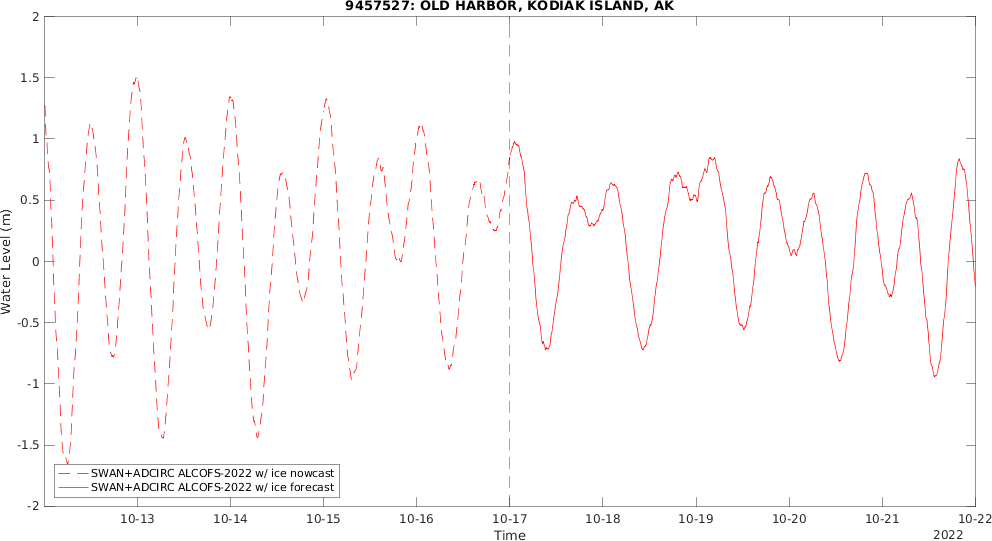 9457527: OLD HARBOR, KODIAK ISLAND, AK
2
1.5
1
0.5
0
-0.5
-1
-1.5
-2
Water Level (m)
SWAN+ADCIRC ALCOFS-2022 w/ ice nowcast
SWAN+ADCIRC ALCOFS-2022 w/ ice forecast
10-13 10-14 10-15 10-16 10-17 10-18 10-19 10-20 10-21 10-22
Time
2022